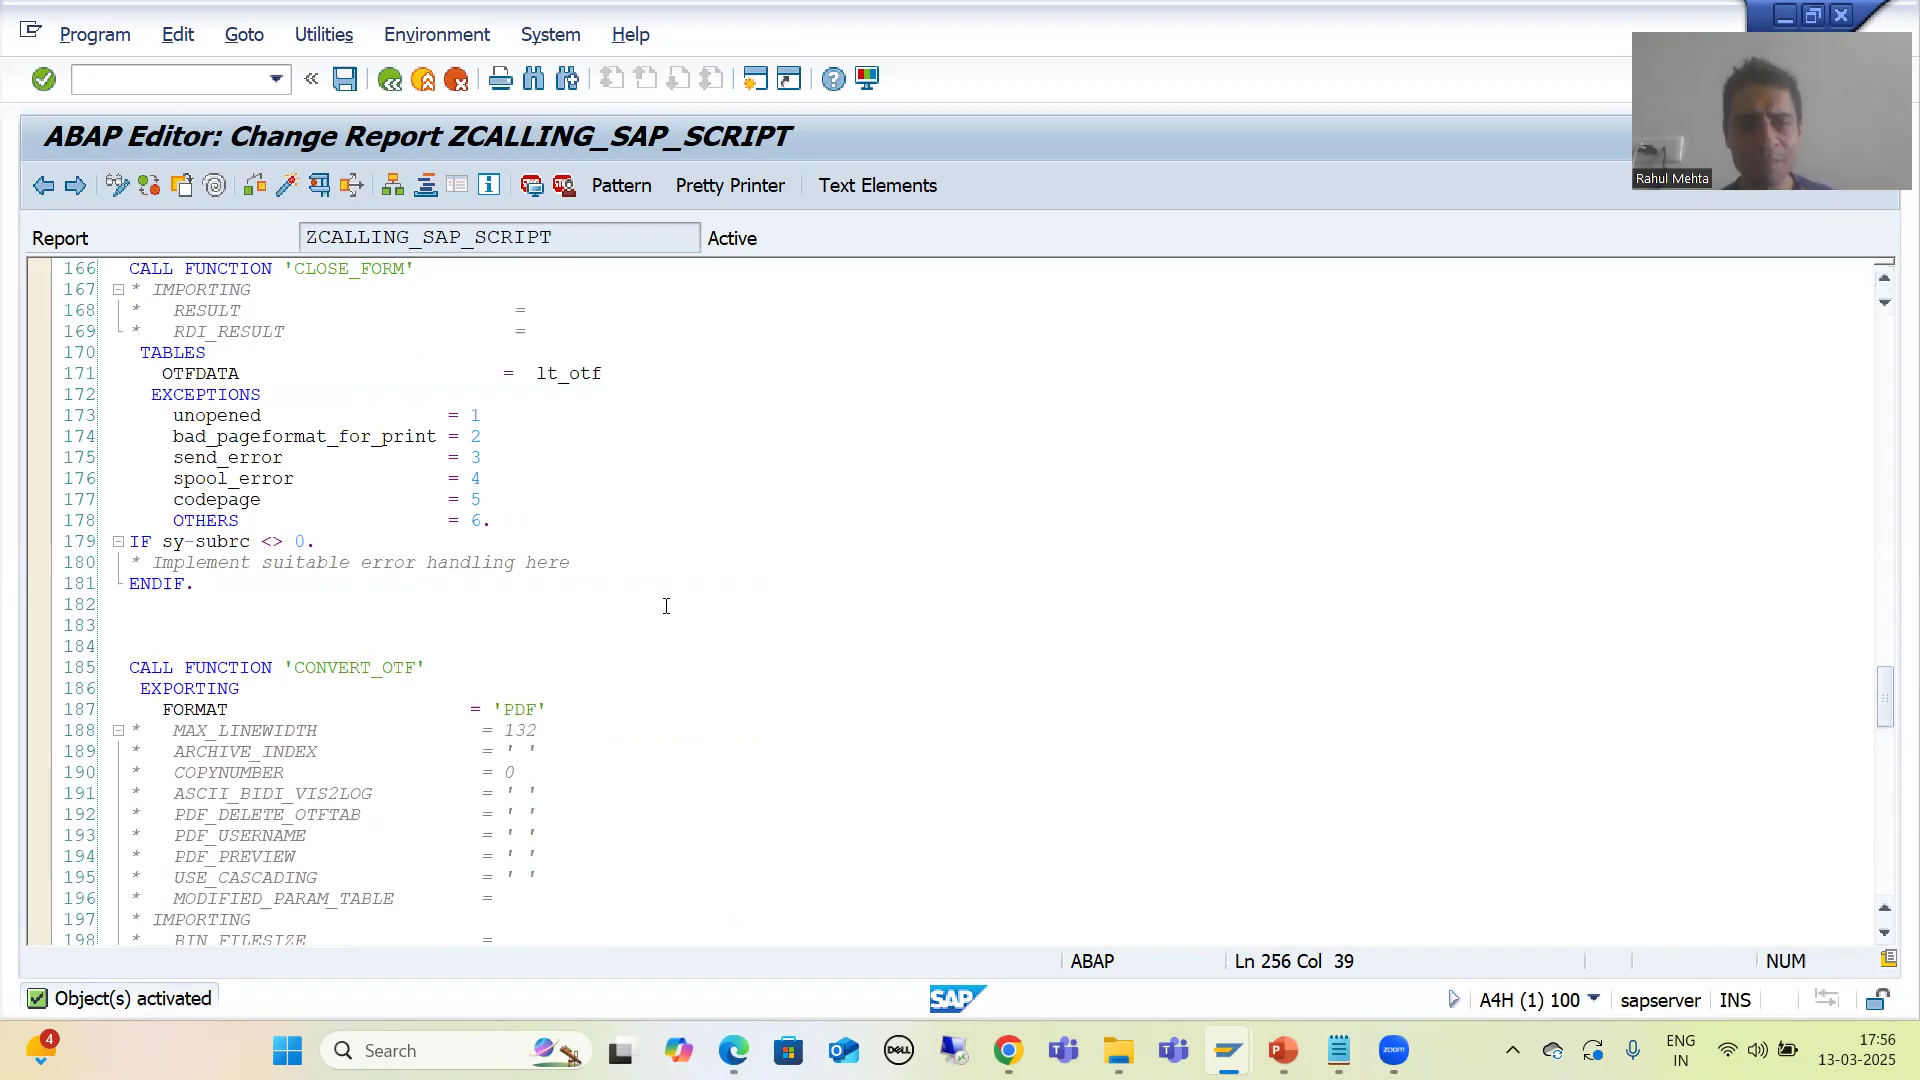 Program Edit Goto Utilities Environment System Help
ABAP Editor: Change Report ZCALLING_SAP_SCRIPT
Pattern Pretty Printer Text Elements
Rahul Mehta
Report ZCALLING_SAP_SCRIPT Active
166 CALL FUNCTION 'CLOSE_FORM'
167 * IMPORTING
168 * RESULT =
169 * RDI_RESULT =
170 TABLES
171 OTFDATA = lt_otf
172 EXCEPTIONS
173 unopened = 1
174 bad_pageformat_for_print = 2
175 send_error = 3
176 spool_error = 4
177 codepage = 5
178 OTHERS = 6.
179 IF sy-subrc <> 0.
180 * Implement suitable error handling here
181 ENDIF.
182
183
184
185 CALL FUNCTION 'CONVERT_OTF'
186 EXPORTING
187 FORMAT = 'PDF'
188 * MAX_LINEWIDTH = 132
189 * ARCHIVE_INDEX = ' '
190 * COPYNUMBER = 0
191 * ASCII_BIDI_VIS2LOG = ' '
192 * PDF_DELETE_OTFTAB = ' '
193 * PDF_USERNAME = ' '
194 * PDF_PREVIEW = ' '
195 * USE_CASCADING = ' '
196 * MODIFIED_PARAM_TABLE =
197 * IMPORTING
198 * BIN_FILESIZE =
ABAP Ln 256 Col 39 NUM
Object(s) activated SAP A4H (1) 100 sapserver INS
4 Search DELL zoom ENG IN 17:56 13-03-2025